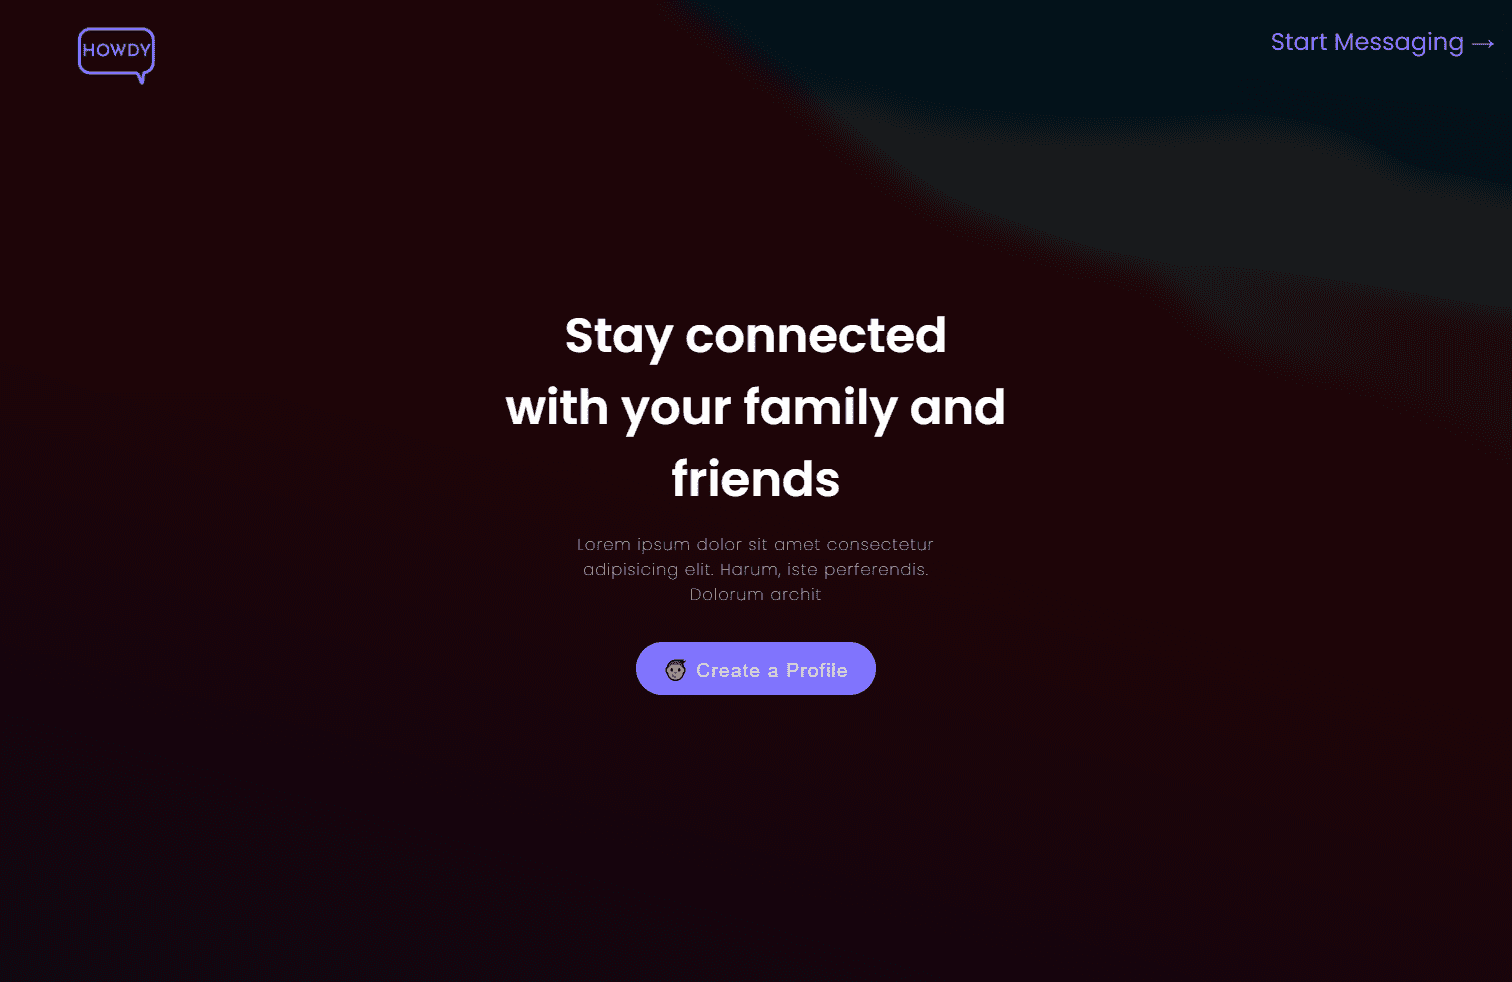 HOWDY
Start Messaging →
Stay connected
with your family and
friends
Lorem ipsum dolor sit amet consectetur
adipisicing elit. Harum, iste perferendis.
Dolorum archit
Create a Profile